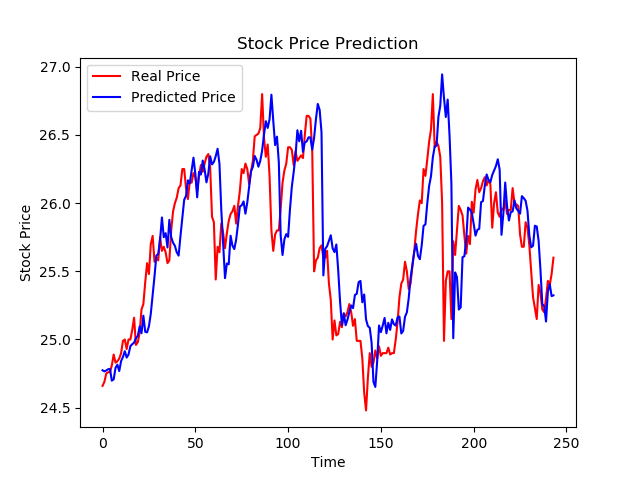 Stock Price Prediction
Real Price
Predicted Price
27.0
26.5
26.0
25.5
25.0
24.5
Stock Price
0 50 100 150 200 250
Time